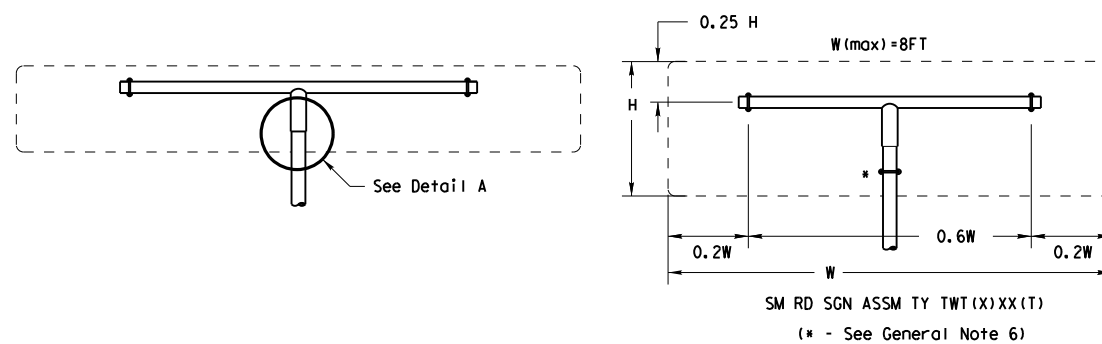 0.25 H
W(max)=8FT
H
See Detail A
*
0.2W
0.6W
0.2W
W
SM RD SGN ASSM TY TWT(X)XX(T)
(* - See General Note 6)